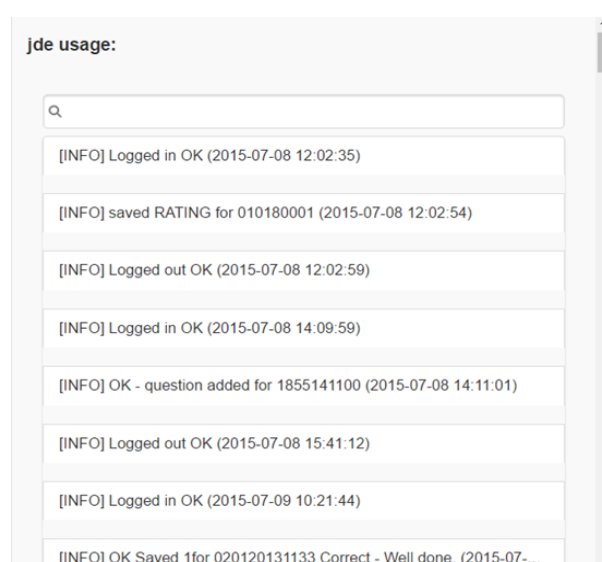 jde usage:
[INFO] Logged in OK (2015-07-08 12:02:35)
[INFO] saved RATING for 010180001 (2015-07-08 12:02:54)
[INFO] Logged out OK (2015-07-08 12:02:59)
[INFO] Logged in OK (2015-07-08 14:09:59)
[INFO] OK - question added for 1855141100 (2015-07-08 14:11:01)
[INFO] Logged out OK (2015-07-08 15:41:12)
[INFO] Logged in OK (2015-07-09 10:21:44)
[INFO] OK Saved 1for 020120131133 Correct - Well done. (2015-07-...